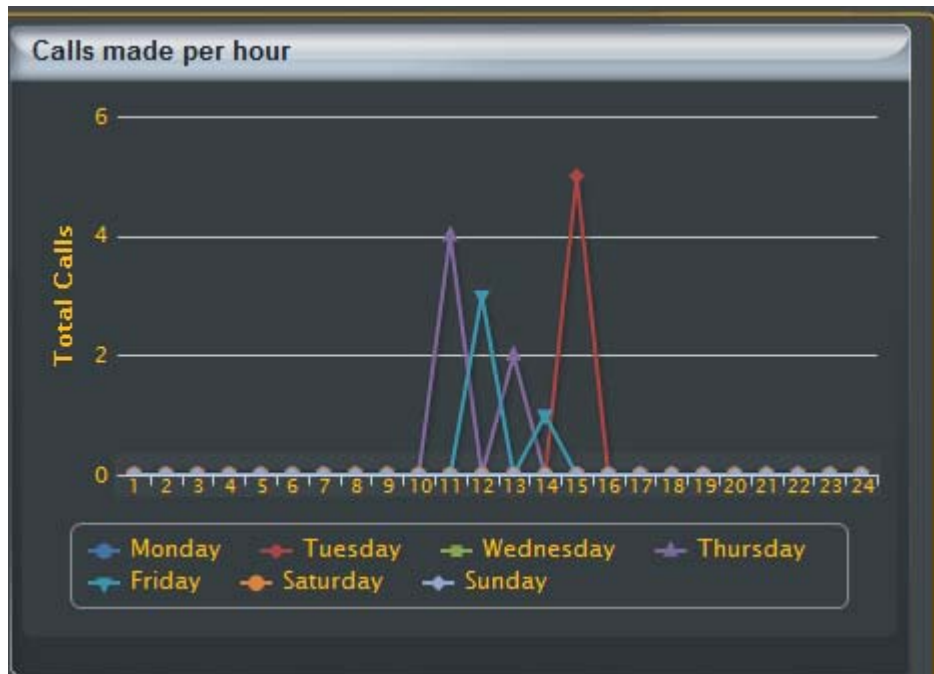 Calls made per hour
6
4
2
0
Total Calls
1 2 3 4 5 6 7 8 9 10 11 12 13 14 15 16 17 18 19 20 21 22 23 24
Monday Tuesday Wednesday Thursday
Friday Saturday Sunday